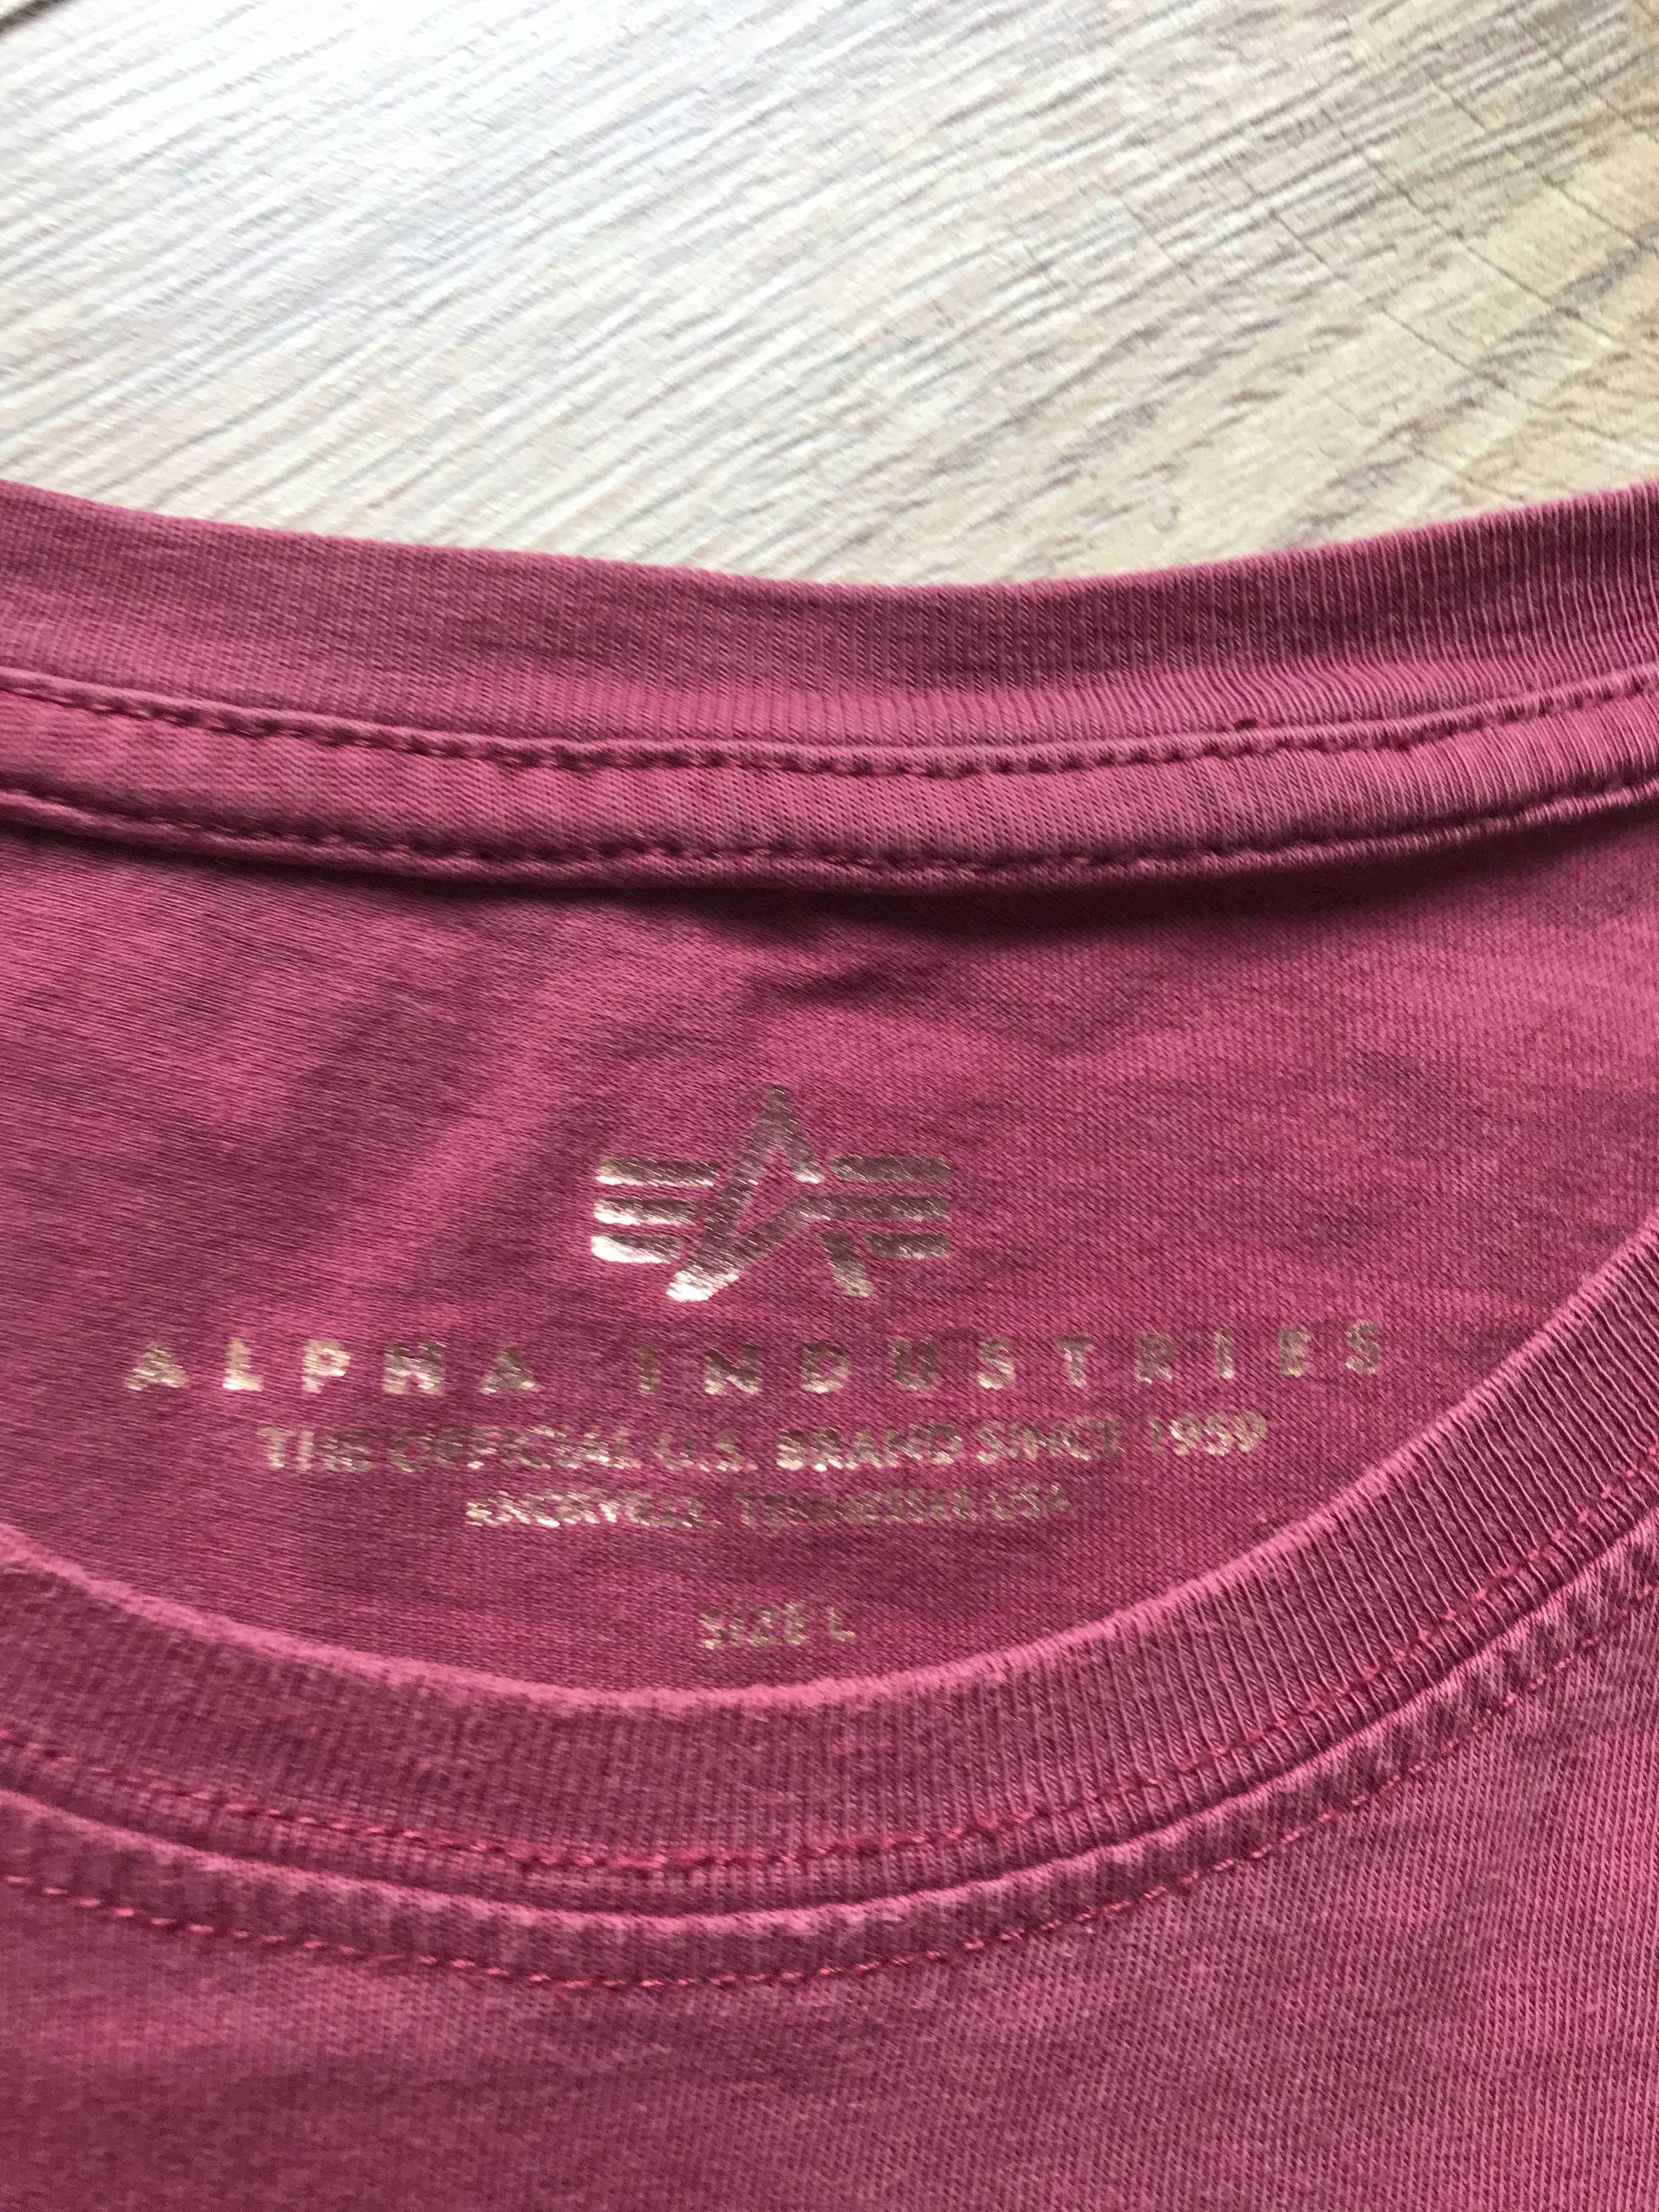 ALPHA INDUSTRIES
THE OFFICIAL U.S. BRAND SINCE 1959
KNOXVILLE, TENNESSEE USA
SIZE L